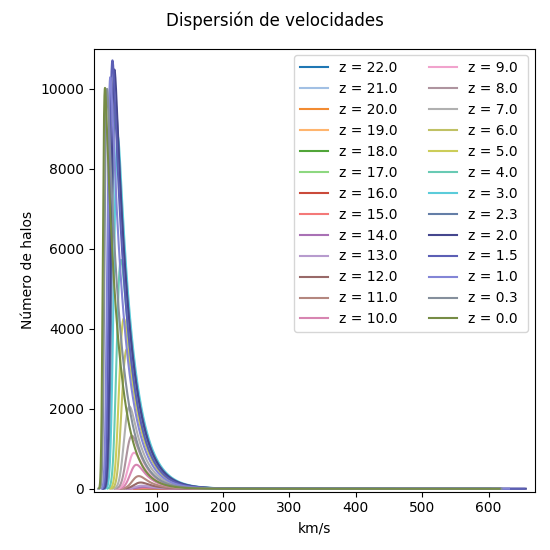 Dispersión de velocidades
Número de halos
10000
8000
6000
4000
2000
0
z = 22.0
z = 21.0
z = 20.0
z = 19.0
z = 18.0
z = 17.0
z = 16.0
z = 15.0
z = 14.0
z = 13.0
z = 12.0
z = 11.0
z = 10.0
z = 9.0
z = 8.0
z = 7.0
z = 6.0
z = 5.0
z = 4.0
z = 3.0
z = 2.3
z = 2.0
z = 1.5
z = 1.0
z = 0.3
z = 0.0
100 200 300 400 500 600
km/s